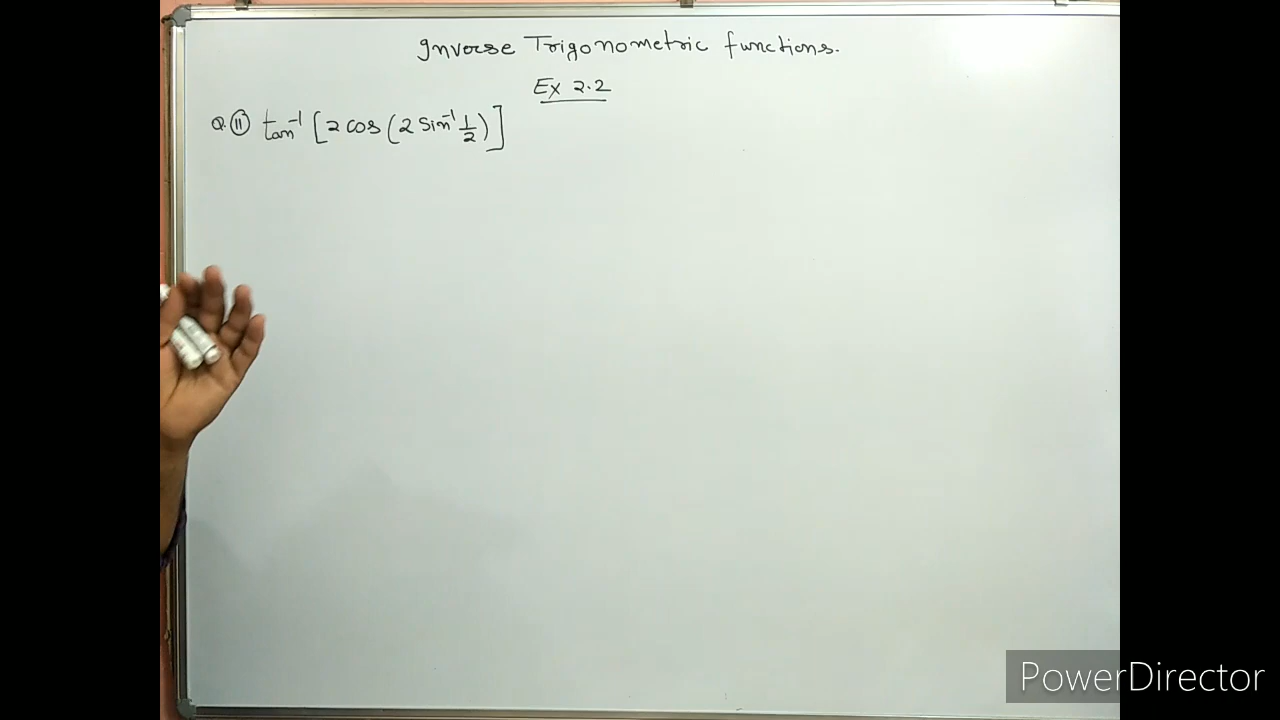 Inverse Trigonometric functions.
Ex 2.2
Q. 11 tan⁻¹ [2 cos (2 Sin⁻¹ 1/2)]
PowerDirector